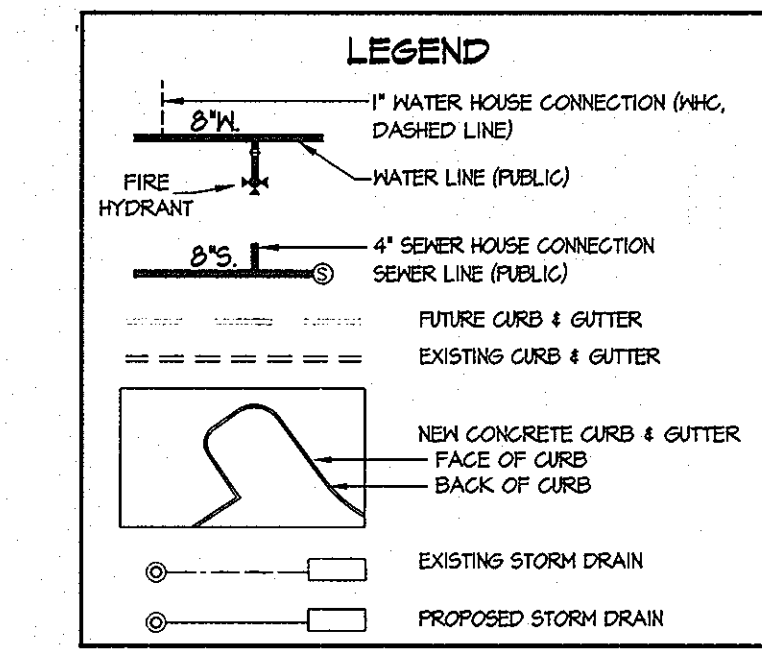 LEGEND
1" WATER HOUSE CONNECTION (WHC,
DASHED LINE)
8"W.
WATER LINE (PUBLIC)
FIRE
HYDRANT
8"S.
4" SEWER HOUSE CONNECTION
SEWER LINE (PUBLIC)
S
FUTURE CURB & GUTTER
EXISTING CURB & GUTTER
NEW CONCRETE CURB & GUTTER
FACE OF CURB
BACK OF CURB
EXISTING STORM DRAIN
PROPOSED STORM DRAIN